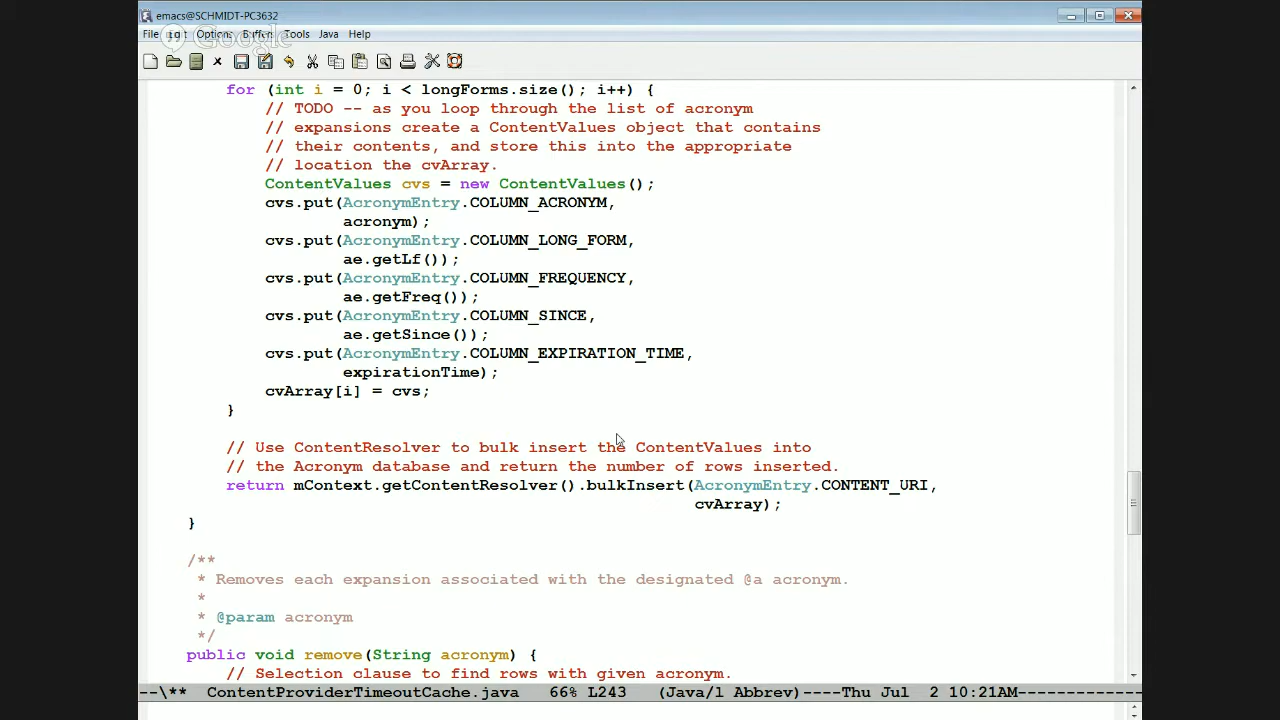 emacs@SCHMIDT-PC3632
File Edit Options Buffers Tools Java Help
Google
for (int i = 0; i < longForms.size(); i++) {
// TODO -- as you loop through the list of acronym
// expansions create a ContentValues object that contains
// their contents, and store this into the appropriate
// location the cvArray.
ContentValues cvs = new ContentValues();
cvs.put(AcronymEntry.COLUMN_ACRONYM,
acronym);
cvs.put(AcronymEntry.COLUMN_LONG_FORM,
ae.getLf());
cvs.put(AcronymEntry.COLUMN_FREQUENCY,
ae.getFreq());
cvs.put(AcronymEntry.COLUMN_SINCE,
ae.getSince());
cvs.put(AcronymEntry.COLUMN_EXPIRATION_TIME,
expirationTime);
cvArray[i] = cvs;
}
// Use ContentResolver to bulk insert the ContentValues into
// the Acronym database and return the number of rows inserted.
return mContext.getContentResolver().bulkInsert(AcronymEntry.CONTENT_URI,
cvArray);
}
/**
* Removes each expansion associated with the designated @a acronym.
*
* @param acronym
*/
public void remove(String acronym) {
// Selection clause to find rows with given acronym.
--\** ContentProviderTimeoutCache.java 66% L243 (Java/l Abbrev)----Thu Jul 2 10:21AM-------------